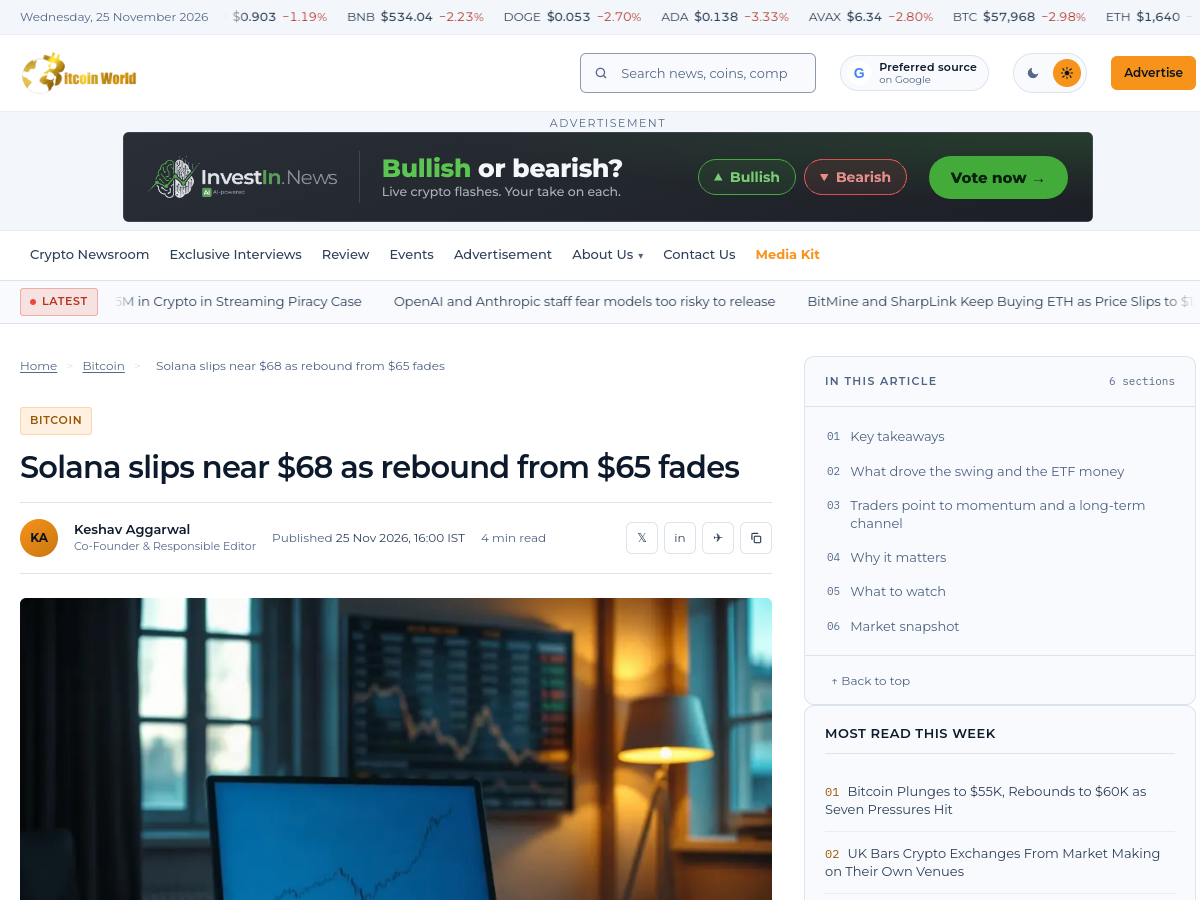 Wednesday, 25 November 2026
$0.903 −1.19% BNB $534.04 −2.23% DOGE $0.053 −2.70% ADA $0.138 −3.33% AVAX $6.34 −2.80% BTC $57,968 −2.98% ETH $1,640
Bitcoin World
Search news, coins, comp
G Preferred source
on Google
Advertise
ADVERTISEMENT
InvestIn.News
AI AI-powered
Bullish or bearish?
Live crypto flashes. Your take on each.
▲ Bullish
▼ Bearish
Vote now →
Crypto Newsroom Exclusive Interviews Review Events Advertisement About Us ▾ Contact Us Media Kit
LATEST
5M in Crypto in Streaming Piracy Case OpenAI and Anthropic staff fear models too risky to release BitMine and SharpLink Keep Buying ETH as Price Slips to
Home > Bitcoin > Solana slips near $68 as rebound from $65 fades
BITCOIN
Solana slips near $68 as rebound from $65 fades
KA
Keshav Aggarwal
Co-Founder & Responsible Editor
Published 25 Nov 2026, 16:00 IST 4 min read
𝕏 in
IN THIS ARTICLE 6 sections
01 Key takeaways
02 What drove the swing and the ETF money
03 Traders point to momentum and a long-term
channel
04 Why it matters
05 What to watch
06 Market snapshot
↑ Back to top
MOST READ THIS WEEK
01 Bitcoin Plunges to $55K, Rebounds to $60K as
Seven Pressures Hit
02 UK Bars Crypto Exchanges From Market Making
on Their Own Venues